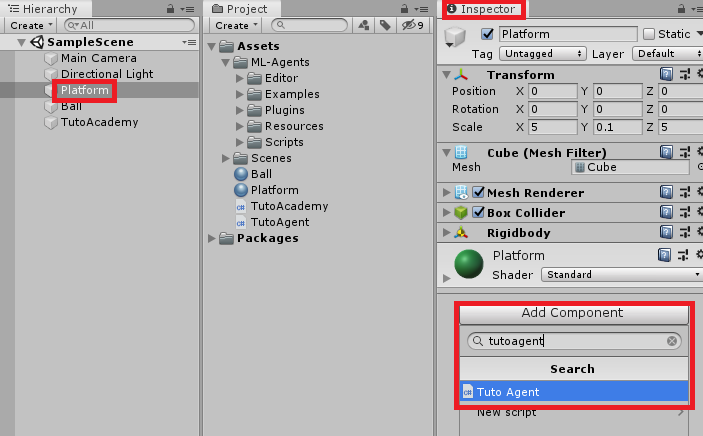 Hierarchy
Create
All
SampleScene
Main Camera
Directional Light
Platform
Ball
TutoAcademy
Project
Create
9
Assets
ML-Agents
Editor
Examples
Plugins
Resources
Scripts
Scenes
Ball
Platform
TutoAcademy
TutoAgent
Packages
Inspector
Platform Static
Tag Untagged Layer Default
Transform
Position X 0 Y 0 Z 0
Rotation X 0 Y 0 Z 0
Scale X 5 Y 0.1 Z 5
Cube (Mesh Filter)
Mesh Cube
Mesh Renderer
Box Collider
Rigidbody
Platform
Shader Standard
Add Component
tutoagent
Search
Tuto Agent
New script